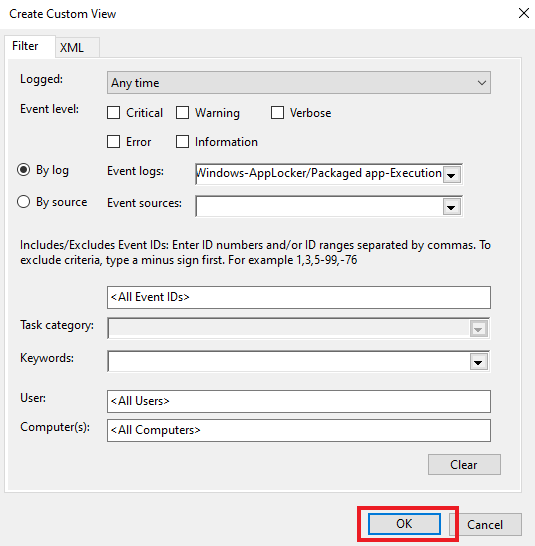 Create Custom View
Filter XML
Logged: Any time
Event level: Critical Warning Verbose
Error Information
By log Event logs: Windows-AppLocker/Packaged app-Execution
By source Event sources:
Includes/Excludes Event IDs: Enter ID numbers and/or ID ranges separated by commas. To
exclude criteria, type a minus sign first. For example 1,3,5-99,-76
<All Event IDs>
Task category:
Keywords:
User: <All Users>
Computer(s): <All Computers>
Clear
OK Cancel